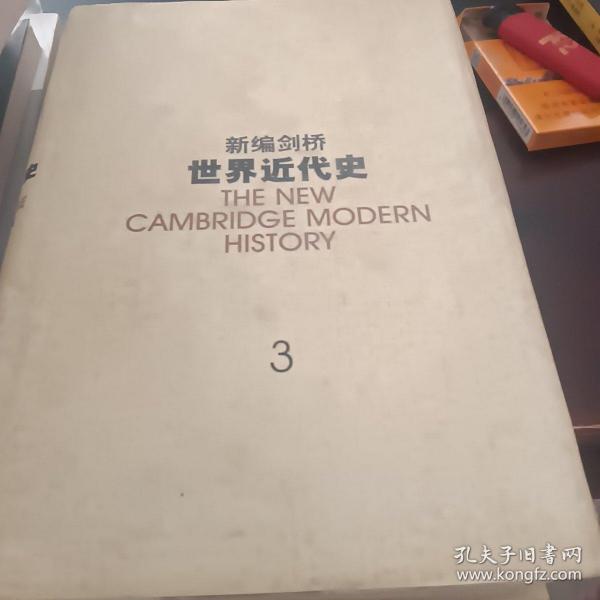 新编剑桥
世界近代史
THE NEW
CAMBRIDGE MODERN
HISTORY
3
史
孔夫子旧书网
www.kongfz.com